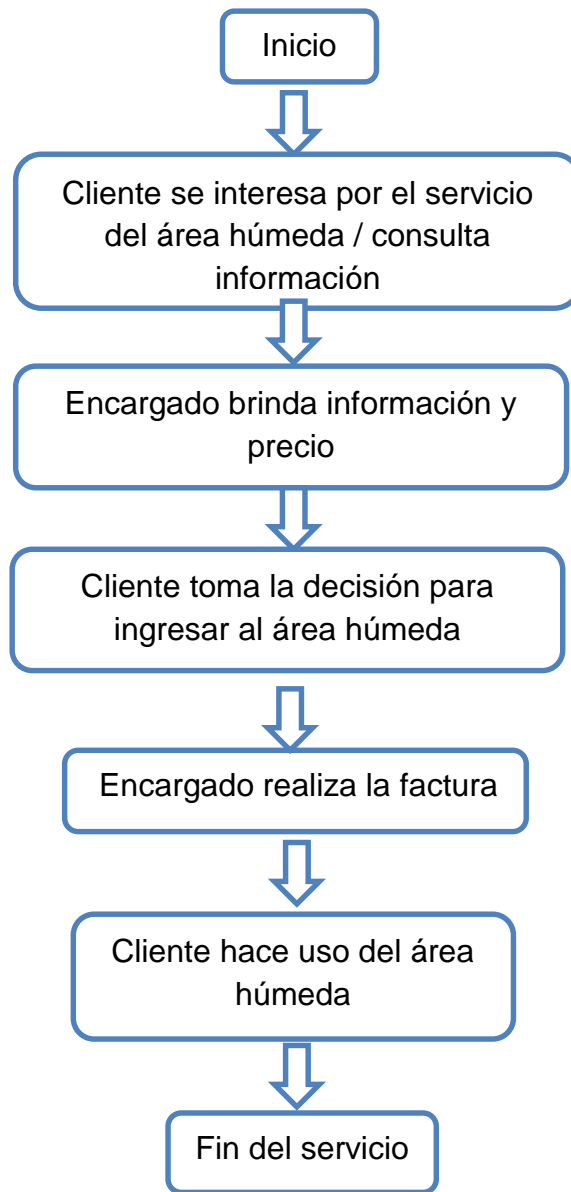 Inicio
Cliente se interesa por el servicio
del área húmeda / consulta
información
Encargado brinda información y
precio
Cliente toma la decisión para
ingresar al área húmeda
Encargado realiza la factura
Cliente hace uso del área
húmeda
Fin del servicio